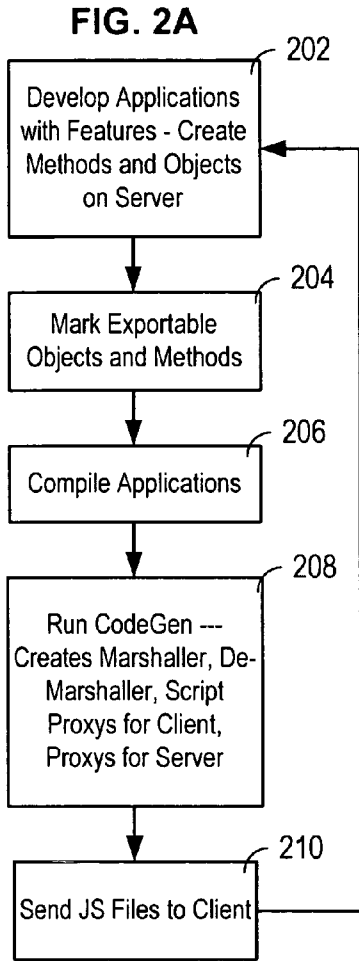 FIG. 2A
202
Develop Applications
with Features - Create
Methods and Objects
on Server
204
Mark Exportable
Objects and Methods
206
Compile Applications
208
Run CodeGen ---
Creates Marshaller, De-
Marshaller, Script
Proxys for Client,
Proxys for Server
210
Send JS Files to Client